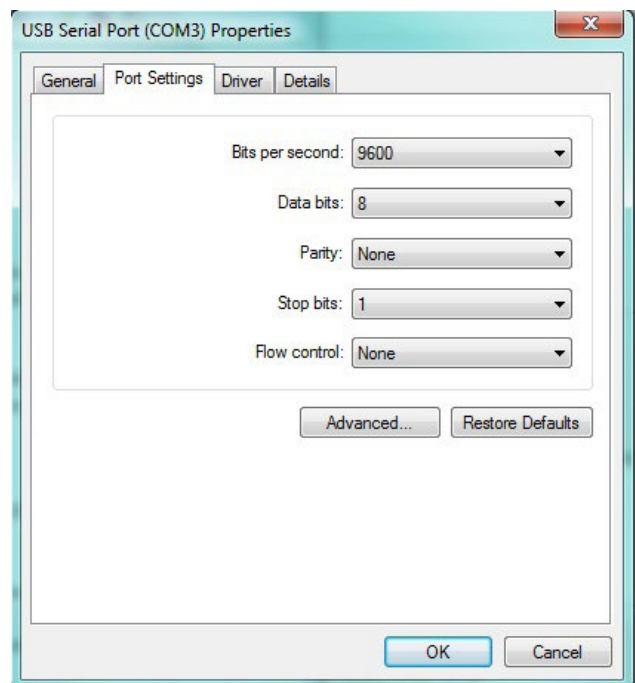 USB Serial Port (COM3) Properties
General Port Settings Driver Details
Bits per second: 9600
Data bits: 8
Parity: None
Stop bits: 1
Flow control: None
Advanced... Restore Defaults
OK Cancel